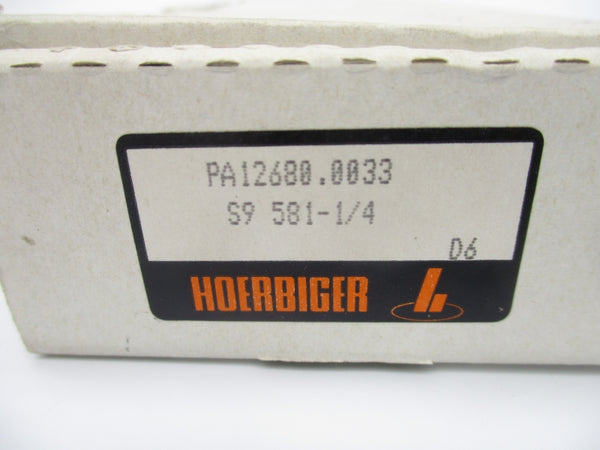 PA12680.0033
S9 581-1/4
D6
HOERBIGER